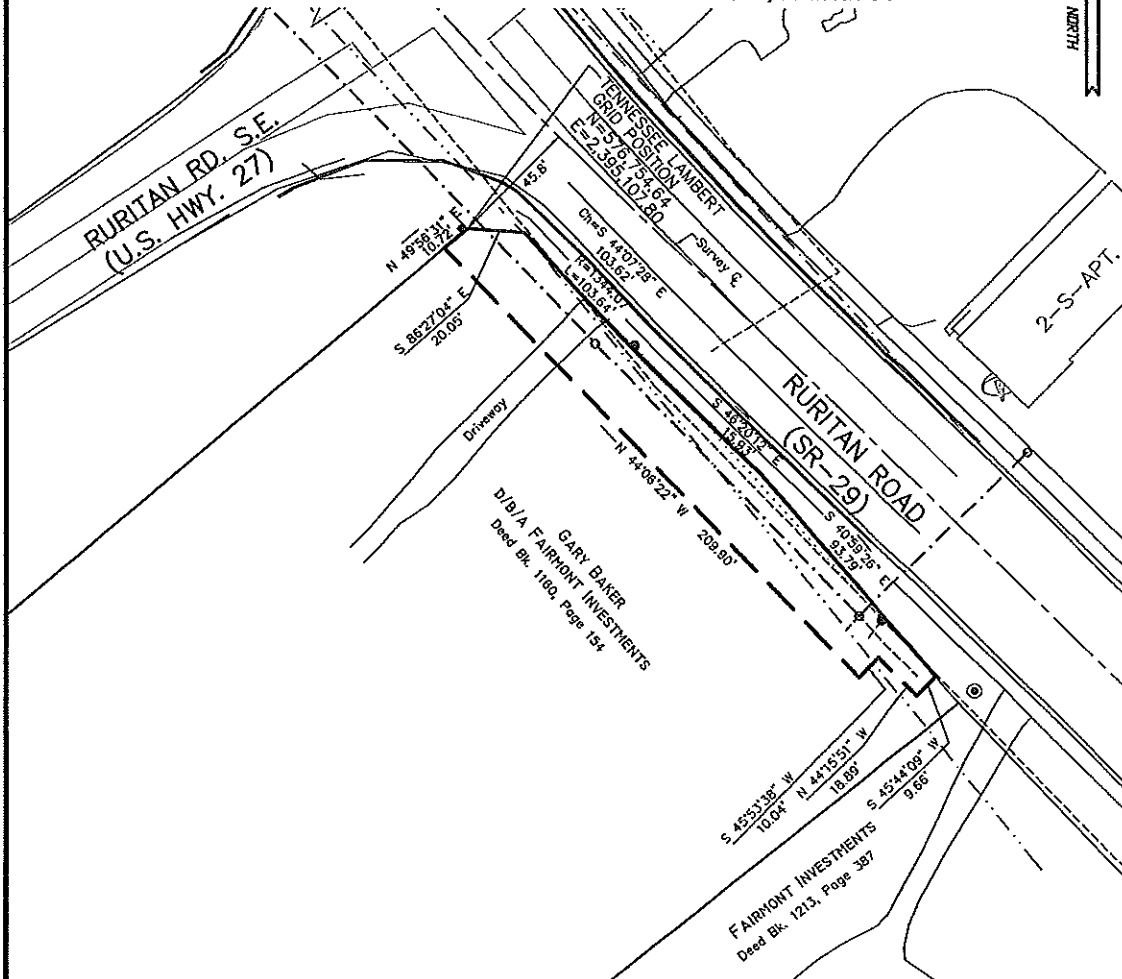 NORTH
RURITAN RD. S.E.
(U.S. HWY. 27)
TENNESSEE LAMBERT
GRID POSITION
N=576,754.64
E=2,395,107.80
45.6'
N 49°56'31" E
10.72'
S 86°27'04" E
20.05'
Ch=S 44°07'28" E
103.62'
R=1344.07'
L=103.64'
Survey ℄
2-S-APT.
Driveway
S 46°20'12" E
15.83'
RURITAN ROAD
(SR-29)
N 44°06'22" W 209.90'
S 40°59'26" E
93.79'
GARY BAKER
D/B/A FAIRMONT INVESTMENTS
Deed Bk. 1160, Page 154
S 45°53'38" W
10.04'
N 44°15'51" W
18.89'
S 45°44'09" W
9.66'
FAIRMONT INVESTMENTS
Deed Bk. 1213, Page 387